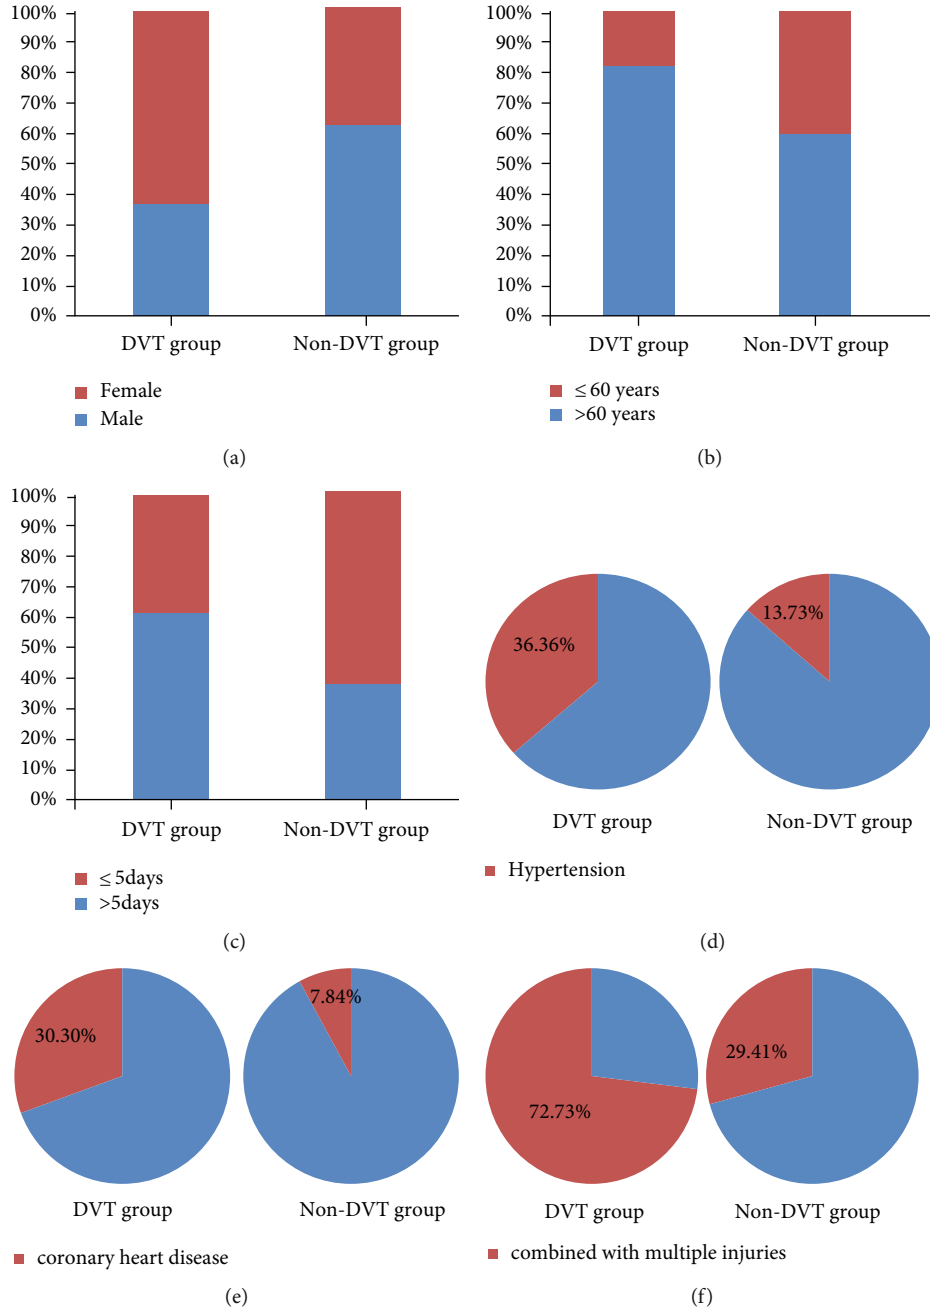 100%
90%
80%
70%
60%
50%
40%
30%
20%
10%
0%
DVT group Non-DVT group
Female
Male
(a)
100%
90%
80%
70%
60%
50%
40%
30%
20%
10%
0%
DVT group Non-DVT group
≤ 60 years
>60 years
(b)
100%
90%
80%
70%
60%
50%
40%
30%
20%
10%
0%
DVT group Non-DVT group
≤ 5days
>5days
(c)
36.36% 13.73%
DVT group Non-DVT group
Hypertension
(d)
30.30% 7.84%
DVT group Non-DVT group
coronary heart disease
(e)
72.73% 29.41%
DVT group Non-DVT group
combined with multiple injuries
(f)